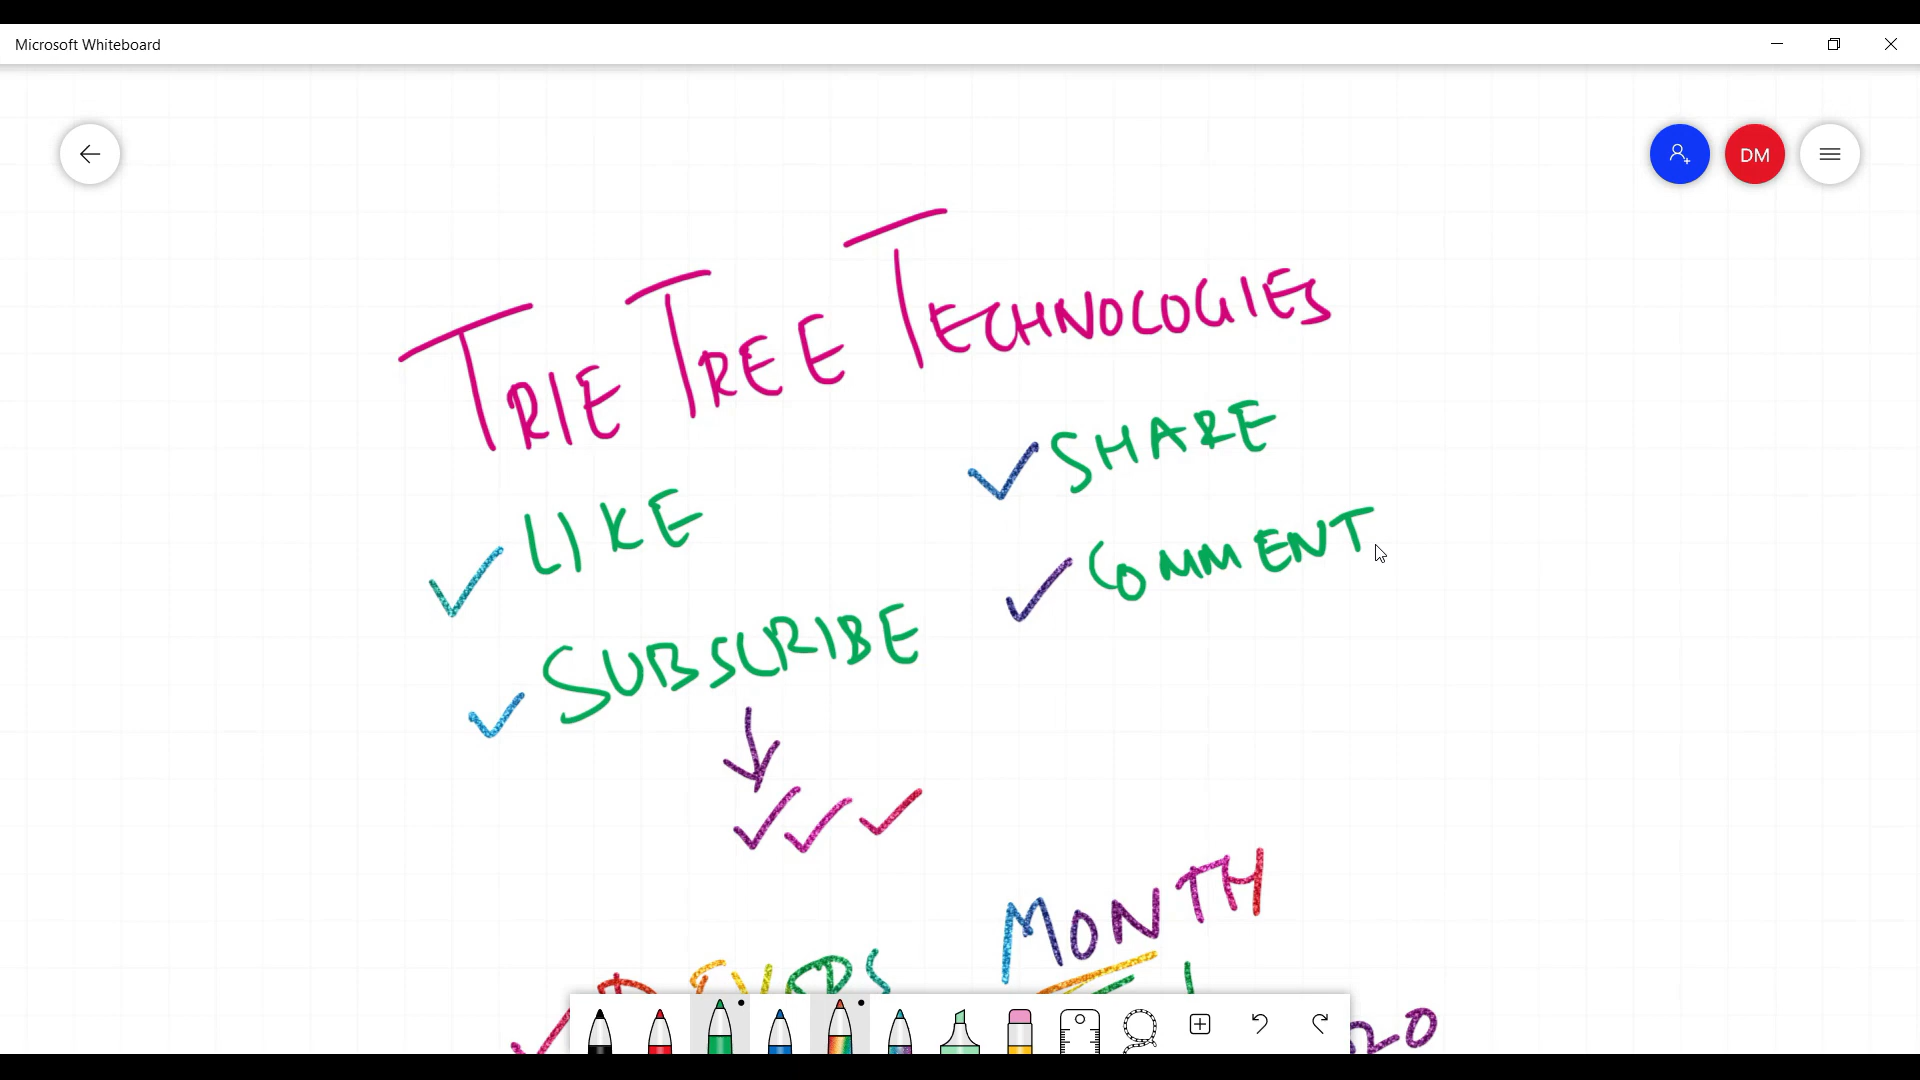 Microsoft Whiteboard
DM
TRIE TREE TECHNOLOGIES
✓ LIKE
✓ SHARE
✓ SUBSCRIBE
✓ COMMENT
MONTH